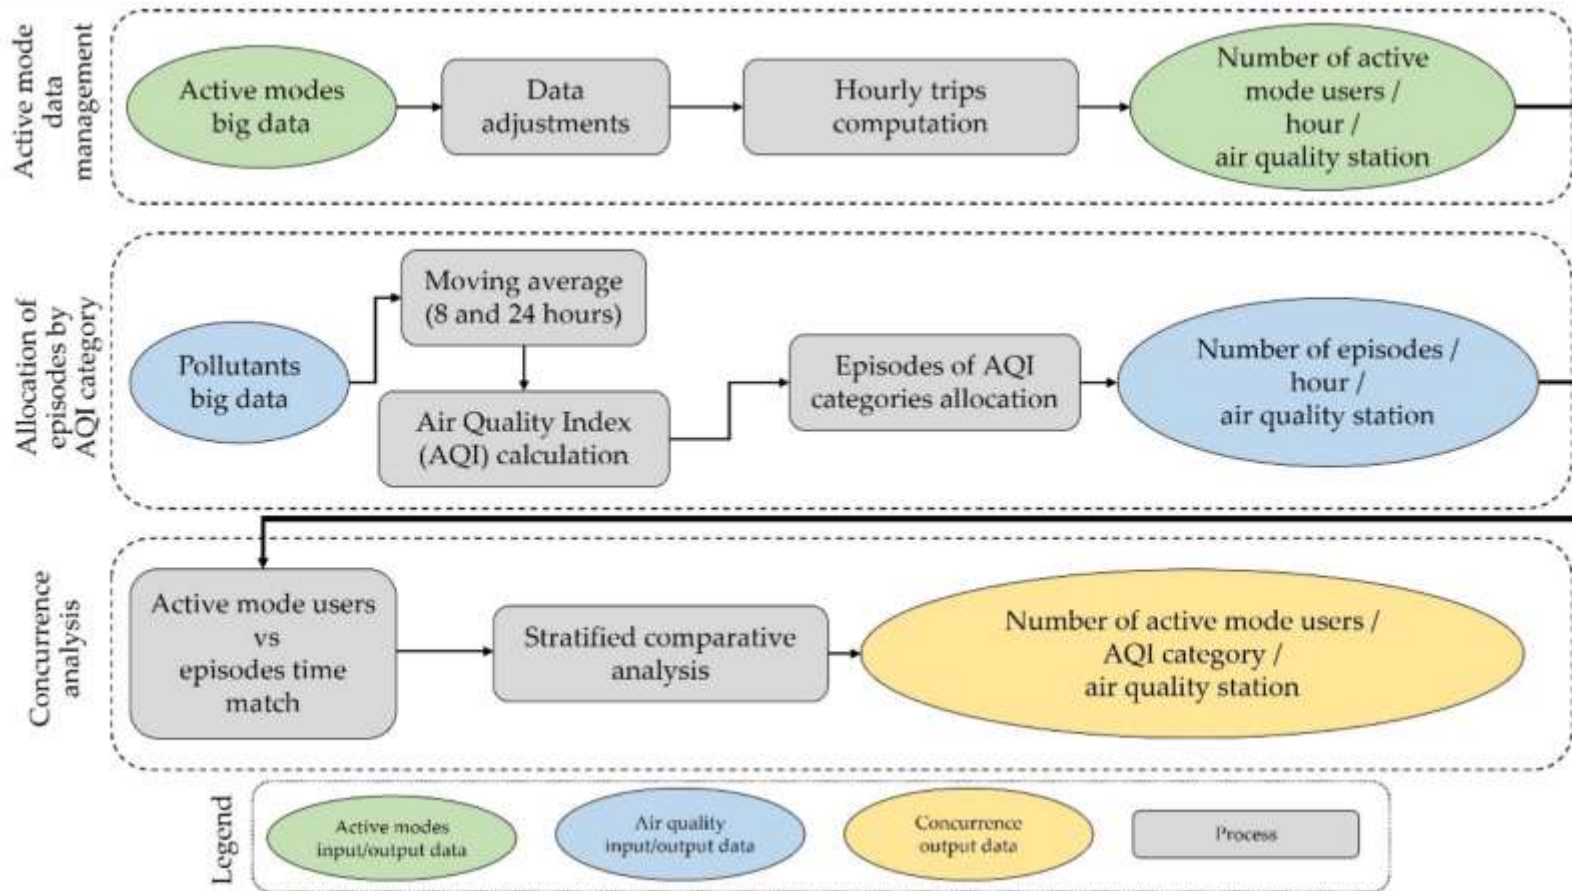 Active mode
data
management
Active modes
big data
Data
adjustments
Hourly trips
computation
Number of active
mode users /
hour /
air quality station
Allocation of
episodes by
AQI category
Pollutants
big data
Moving average
(8 and 24 hours)
Air Quality Index
(AQI) calculation
Episodes of AQI
categories allocation
Number of episodes /
hour /
air quality station
Concurrence
analysis
Active mode users
vs
episodes time
match
Stratified comparative
analysis
Number of active mode users /
AQI category /
air quality station
Legend
Active modes
input/output data
Air quality
input/output data
Concurrence
output data
Process